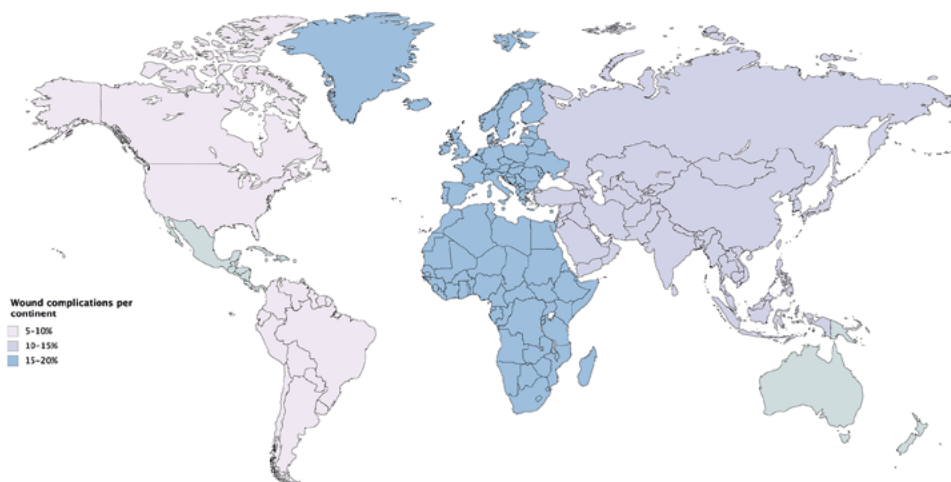 Wound complications per
continent
5-10%
10-15%
15-20%